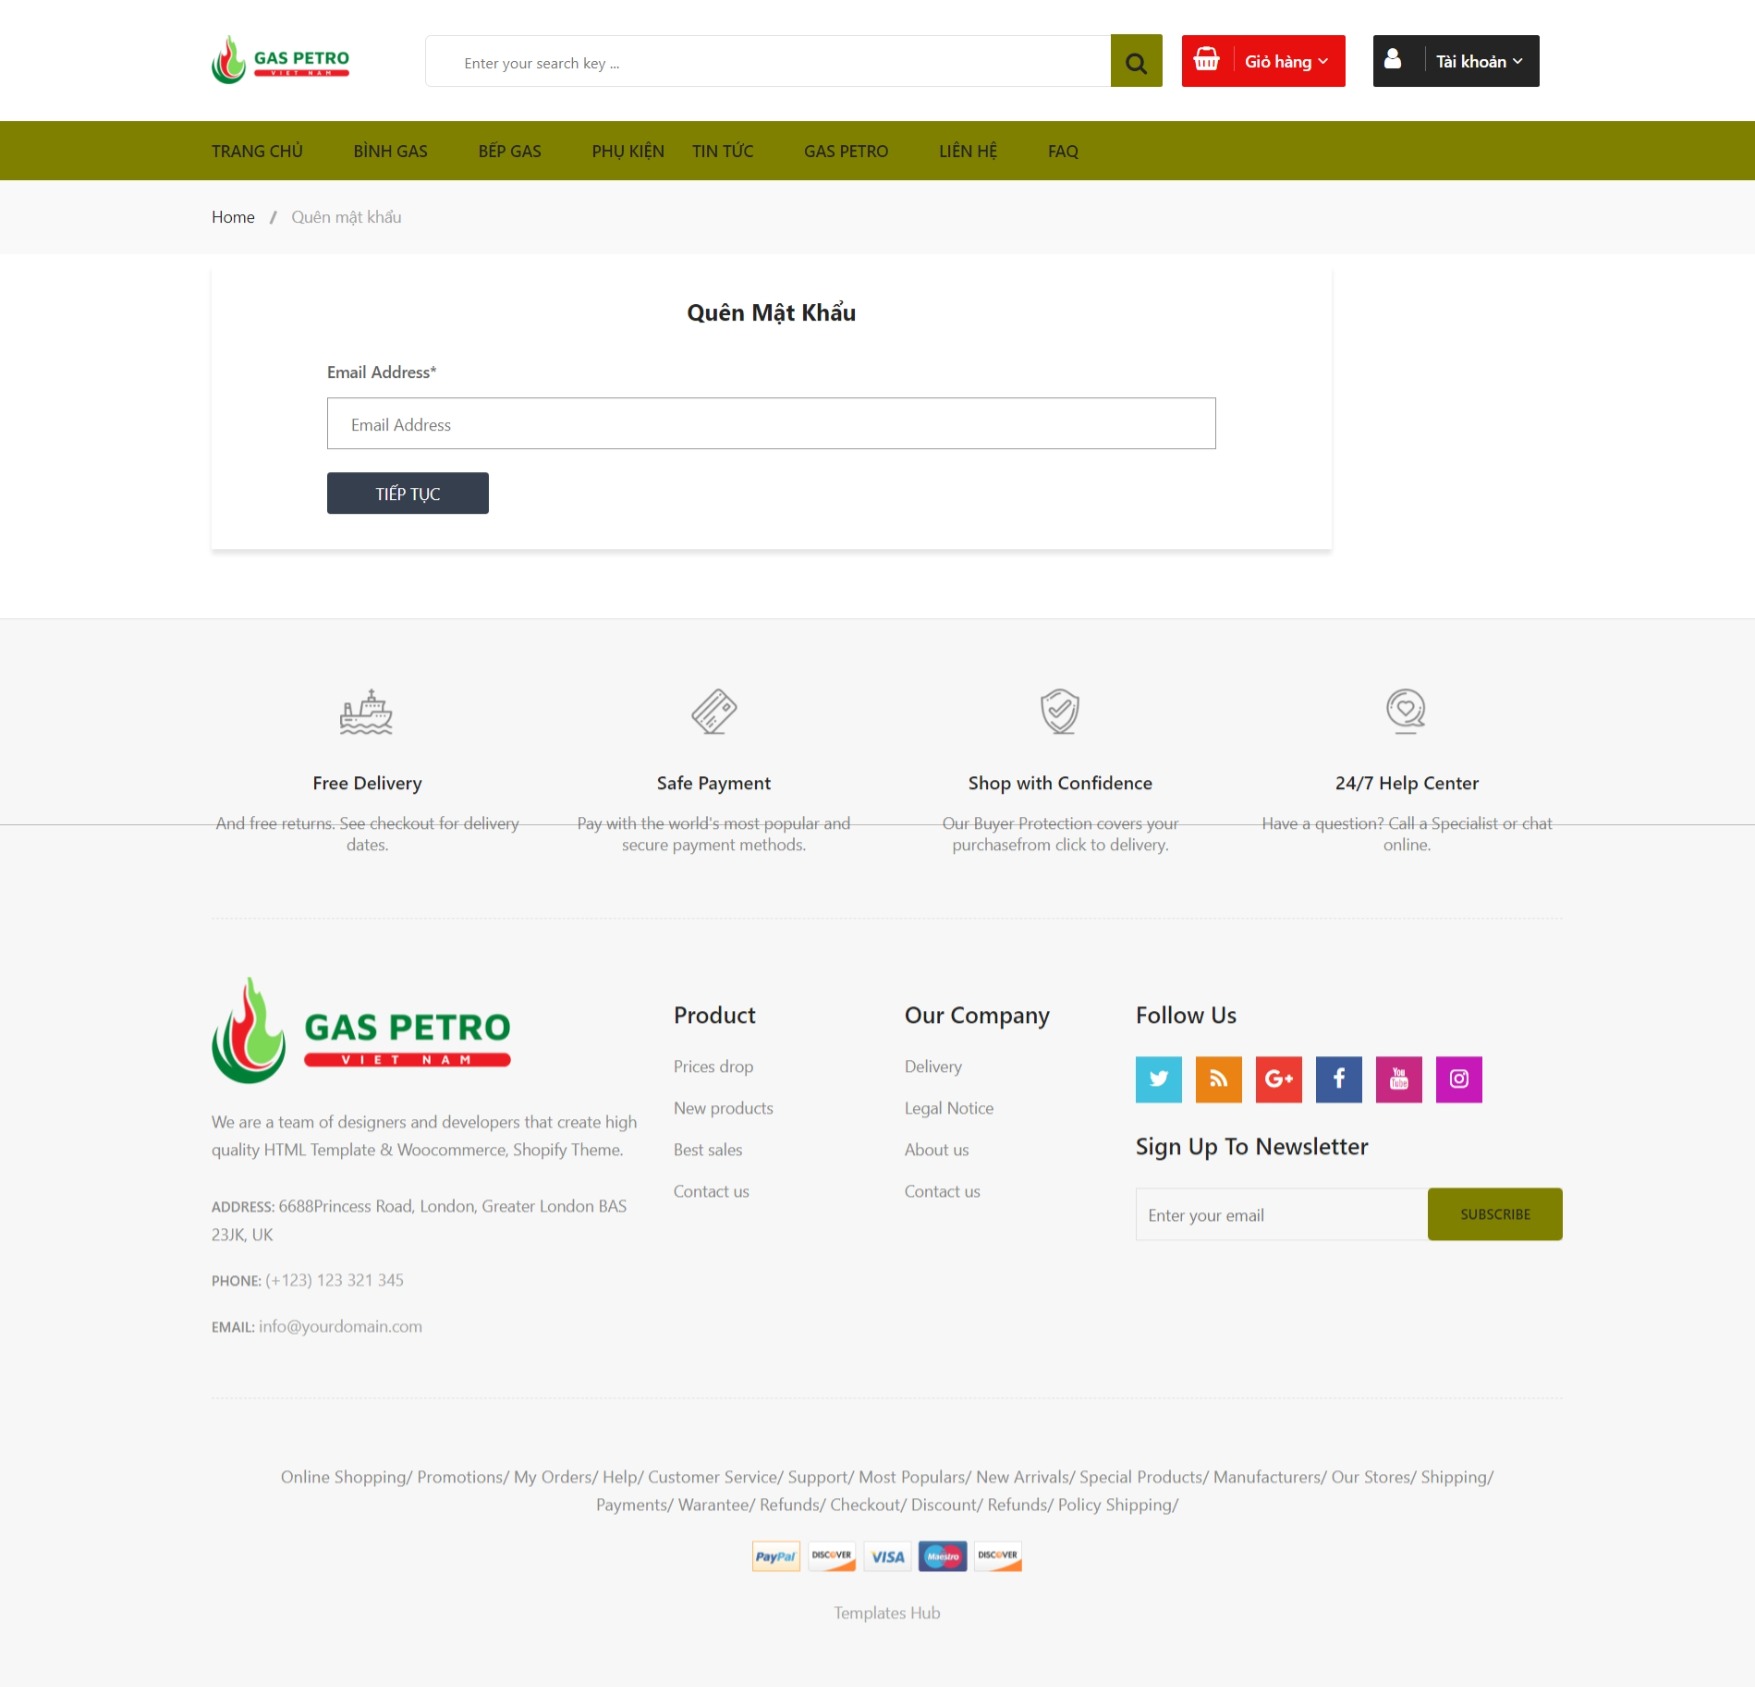 GAS PETRO
VIET NAM
Enter your search key ...
Giỏ hàng
Tài khoản
TRANG CHỦ BÌNH GAS BẾP GAS PHỤ KIỆN TIN TỨC GAS PETRO LIÊN HỆ FAQ
Home / Quên mật khẩu
Quên Mật Khẩu
Email Address*
Email Address
TIẾP TỤC
Free Delivery
And free returns. See checkout for delivery
dates.
Safe Payment
Pay with the world's most popular and
secure payment methods.
Shop with Confidence
Our Buyer Protection covers your
purchasefrom click to delivery.
24/7 Help Center
Have a question? Call a Specialist or chat
online.
GAS PETRO
VIET NAM
We are a team of designers and developers that create high
quality HTML Template & Woocommerce, Shopify Theme.
ADDRESS: 6688Princess Road, London, Greater London BAS
23JK, UK
PHONE: (+123) 123 321 345
EMAIL: info@yourdomain.com
Product
Prices drop
New products
Best sales
Contact us
Our Company
Delivery
Legal Notice
About us
Contact us
Follow Us
G+
You
Tube
Sign Up To Newsletter
Enter your email
SUBSCRIBE
Online Shopping/ Promotions/ My Orders/ Help/ Customer Service/ Support/ Most Populars/ New Arrivals/ Special Products/ Manufacturers/ Our Stores/ Shipping/
Payments/ Warantee/ Refunds/ Checkout/ Discount/ Refunds/ Policy Shipping/
PayPal DISCOVER VISA Maestro DISCOVER
Templates Hub